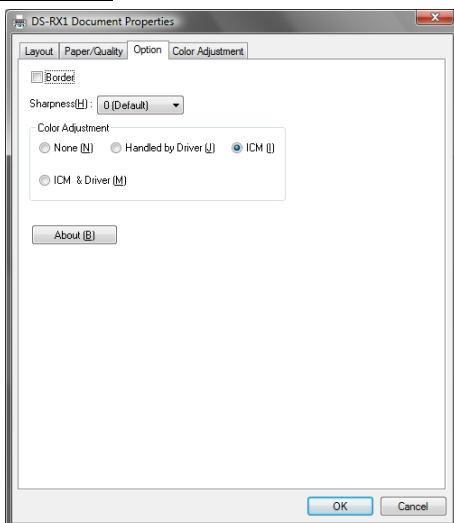 DS-RX1 Document Properties
Layout Paper/Quality Option Color Adjustment
Border
Sharpness(H) : 0 (Default)
Color Adjustment
None (N) Handled by Driver (J) ICM (I)
ICM & Driver (M)
About (B)
OK Cancel